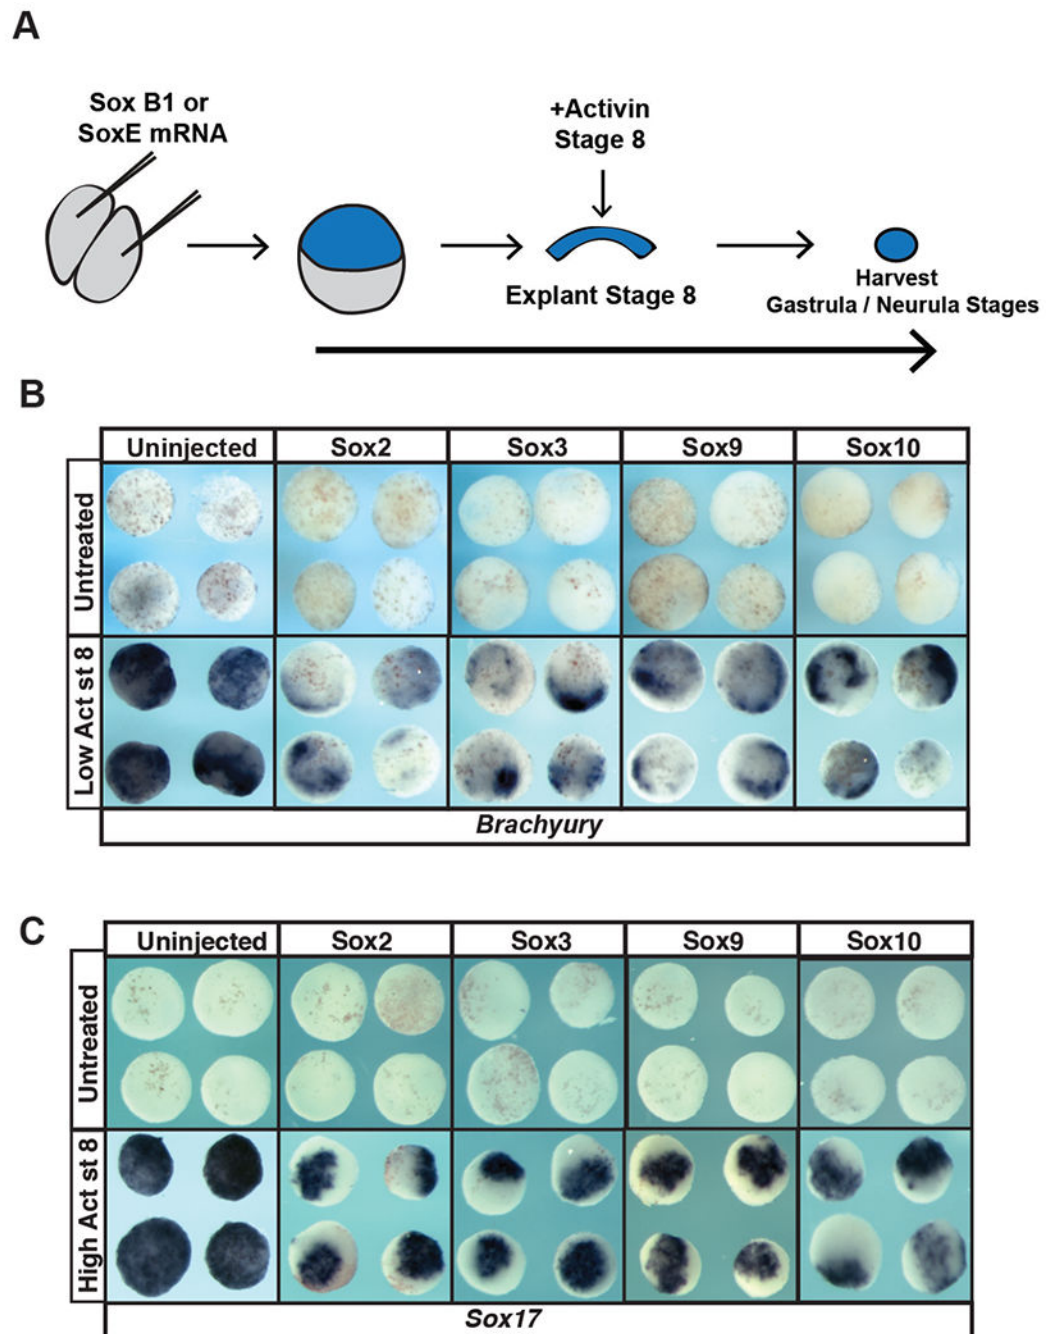 A
Sox B1 or
SoxE mRNA
+Activin
Stage 8
Explant Stage 8
Harvest
Gastrula / Neurula Stages
B
Uninjected Sox2 Sox3 Sox9 Sox10
Untreated
Low Act st 8
Brachyury
C
Uninjected Sox2 Sox3 Sox9 Sox10
Untreated
High Act st 8
Sox17